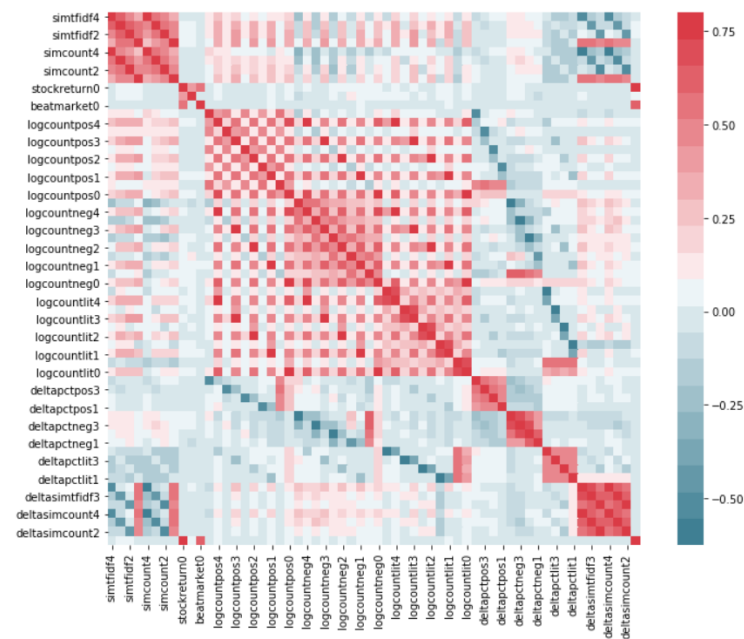 simtfidf4
simtfidf2
simcount4
simcount2
stockreturn0
beatmarket0
logcountpos4
logcountpos3
logcountpos2
logcountpos1
logcountpos0
logcountneg4
logcountneg3
logcountneg2
logcountneg1
logcountneg0
logcountlit4
logcountlit3
logcountlit2
logcountlit1
logcountlit0
deltapctpos3
deltapctpos1
deltapctneg3
deltapctneg1
deltapctlit3
deltapctlit1
deltasimtfidf3
deltasimcount4
deltasimcount2
0.75
0.50
0.25
0.00
−0.25
−0.50
simtfidf4
simtfidf2
simcount4
simcount2
stockreturn0
beatmarket0
logcountpos4
logcountpos3
logcountpos2
logcountpos1
logcountpos0
logcountneg4
logcountneg3
logcountneg2
logcountneg1
logcountneg0
logcountlit4
logcountlit3
logcountlit2
logcountlit1
logcountlit0
deltapctpos3
deltapctpos1
deltapctneg3
deltapctneg1
deltapctlit3
deltapctlit1
deltasimtfidf3
deltasimcount4
deltasimcount2